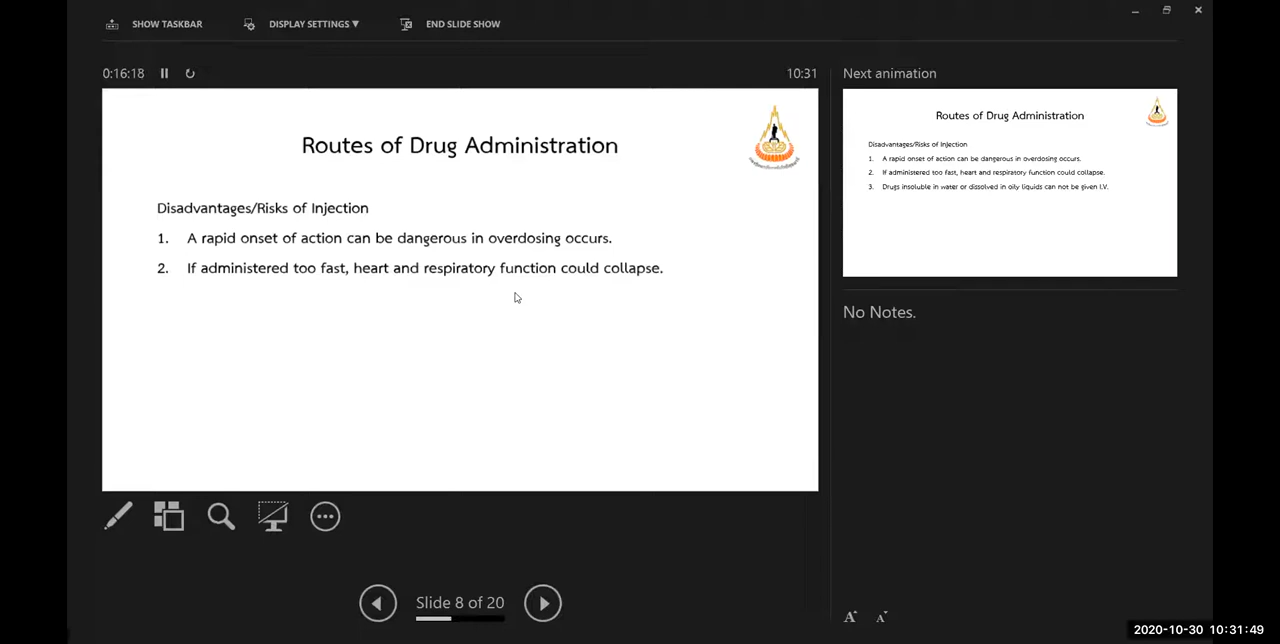 SHOW TASKBAR
DISPLAY SETTINGS ▼
END SLIDE SHOW
0:16:18
10:31
Next animation
Routes of Drug Administration
Disadvantages/Risks of Injection
1. A rapid onset of action can be dangerous in overdosing occurs.
2. If administered too fast, heart and respiratory function could collapse.
Routes of Drug Administration
Disadvantages/Risks of Injection
1. A rapid onset of action can be dangerous in overdosing occurs.
2. If administered too fast, heart and respiratory function could collapse.
3. Drugs insoluble in water or dissolved in oily liquids can not be given I.V.
No Notes.
Slide 8 of 20
A A
2020-10-30 10:31:49